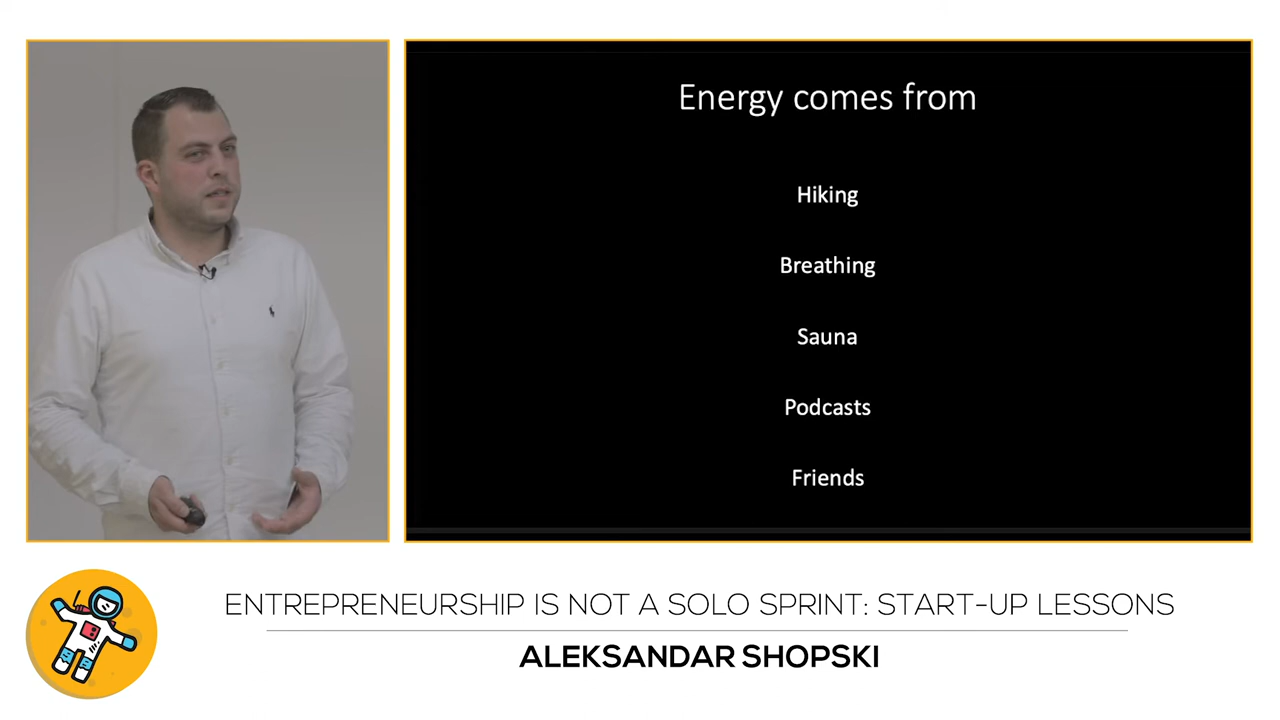 Energy comes from
Hiking
Breathing
Sauna
Podcasts
Friends
ENTREPRENEURSHIP IS NOT A SOLO SPRINT: START-UP LESSONS
ALEKSANDAR SHOPSKI